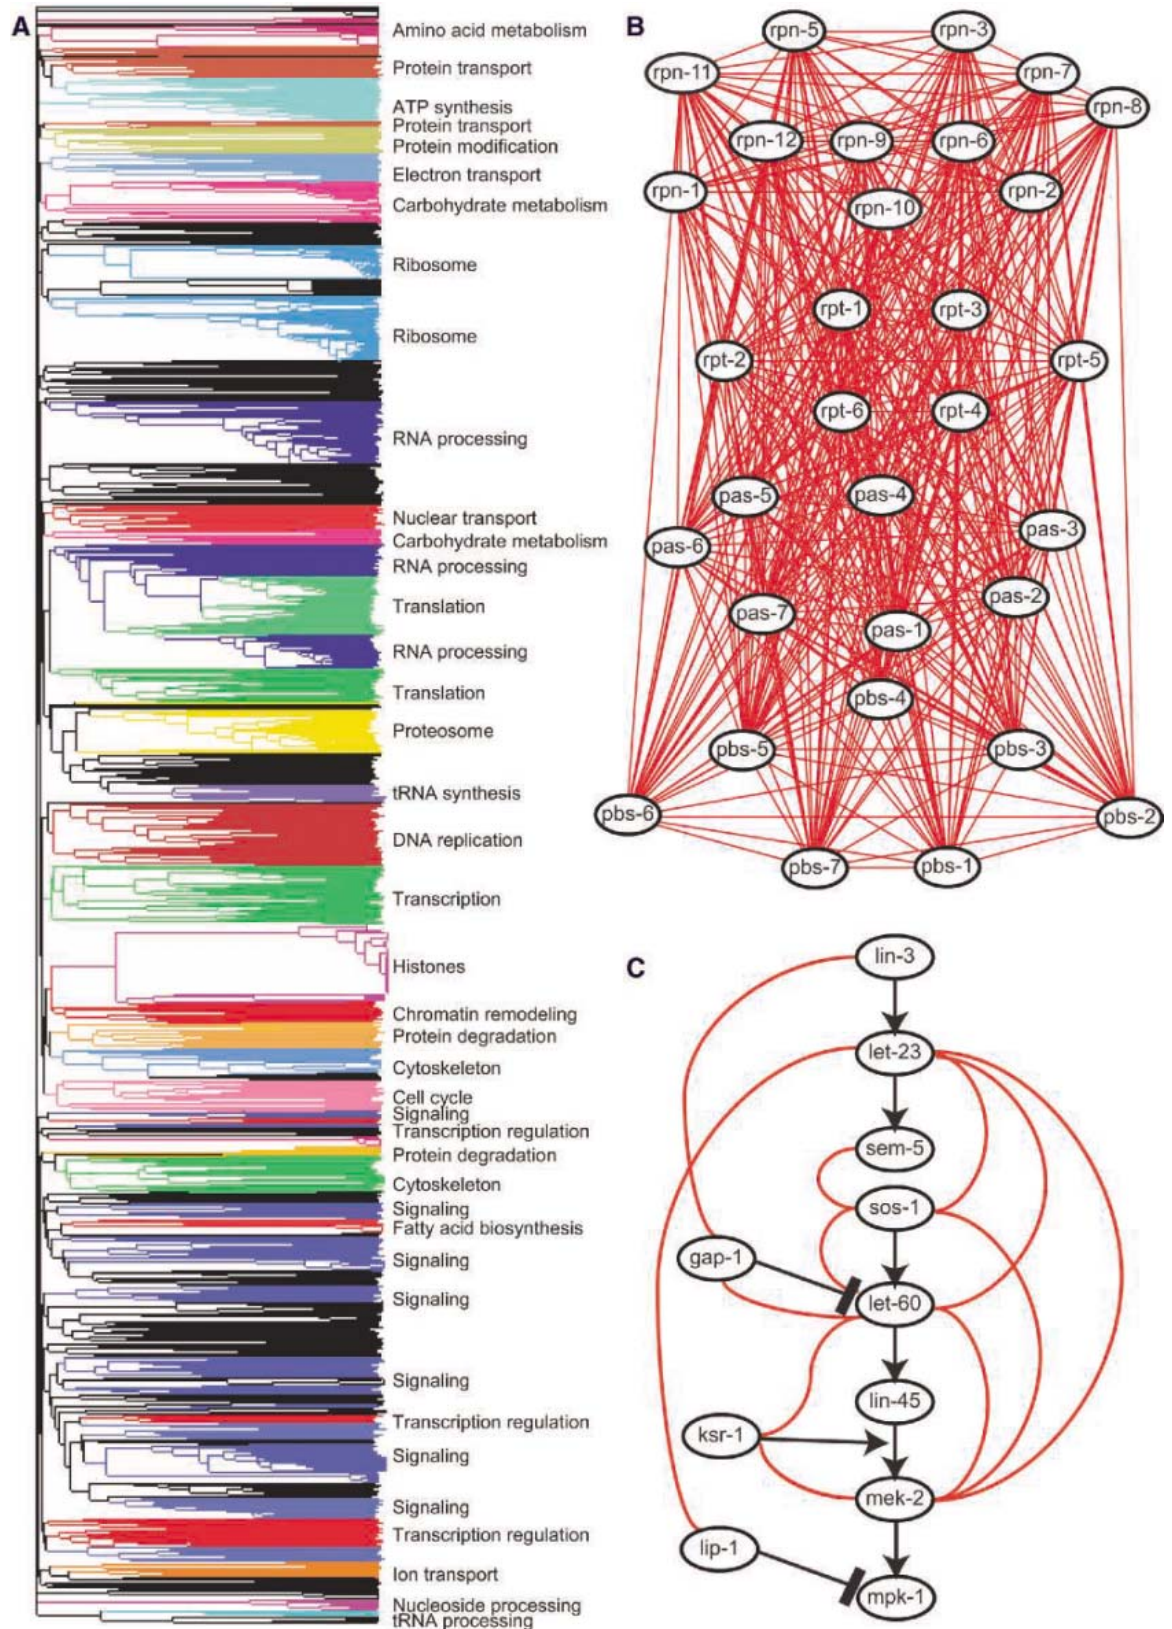 A
Amino acid metabolism
Protein transport
ATP synthesis
Protein transport
Protein modification
Electron transport
Carbohydrate metabolism
Ribosome
Ribosome
RNA processing
Nuclear transport
Carbohydrate metabolism
RNA processing
Translation
RNA processing
Translation
Proteosome
tRNA synthesis
DNA replication
Transcription
Histones
Chromatin remodeling
Protein degradation
Cytoskeleton
Cell cycle
Signaling
Transcription regulation
Protein degradation
Cytoskeleton
Signaling
Fatty acid biosynthesis
Signaling
Signaling
Signaling
Transcription regulation
Signaling
Signaling
Transcription regulation
Ion transport
Nucleoside processing
tRNA processing
B
rpn-5 rpn-3
rpn-11 rpn-7
rpn-8
rpn-12 rpn-9 rpn-6
rpn-1 rpn-10 rpn-2
rpt-1 rpt-3
rpt-2 rpt-5
rpt-6 rpt-4
pas-5 pas-4
pas-6 pas-3
pas-7 pas-1 pas-2
pbs-4
pbs-5 pbs-3
pbs-6 pbs-2
pbs-7 pbs-1
C
lin-3
let-23
sem-5
sos-1
gap-1
let-60
lin-45
ksr-1
mek-2
lip-1
mpk-1